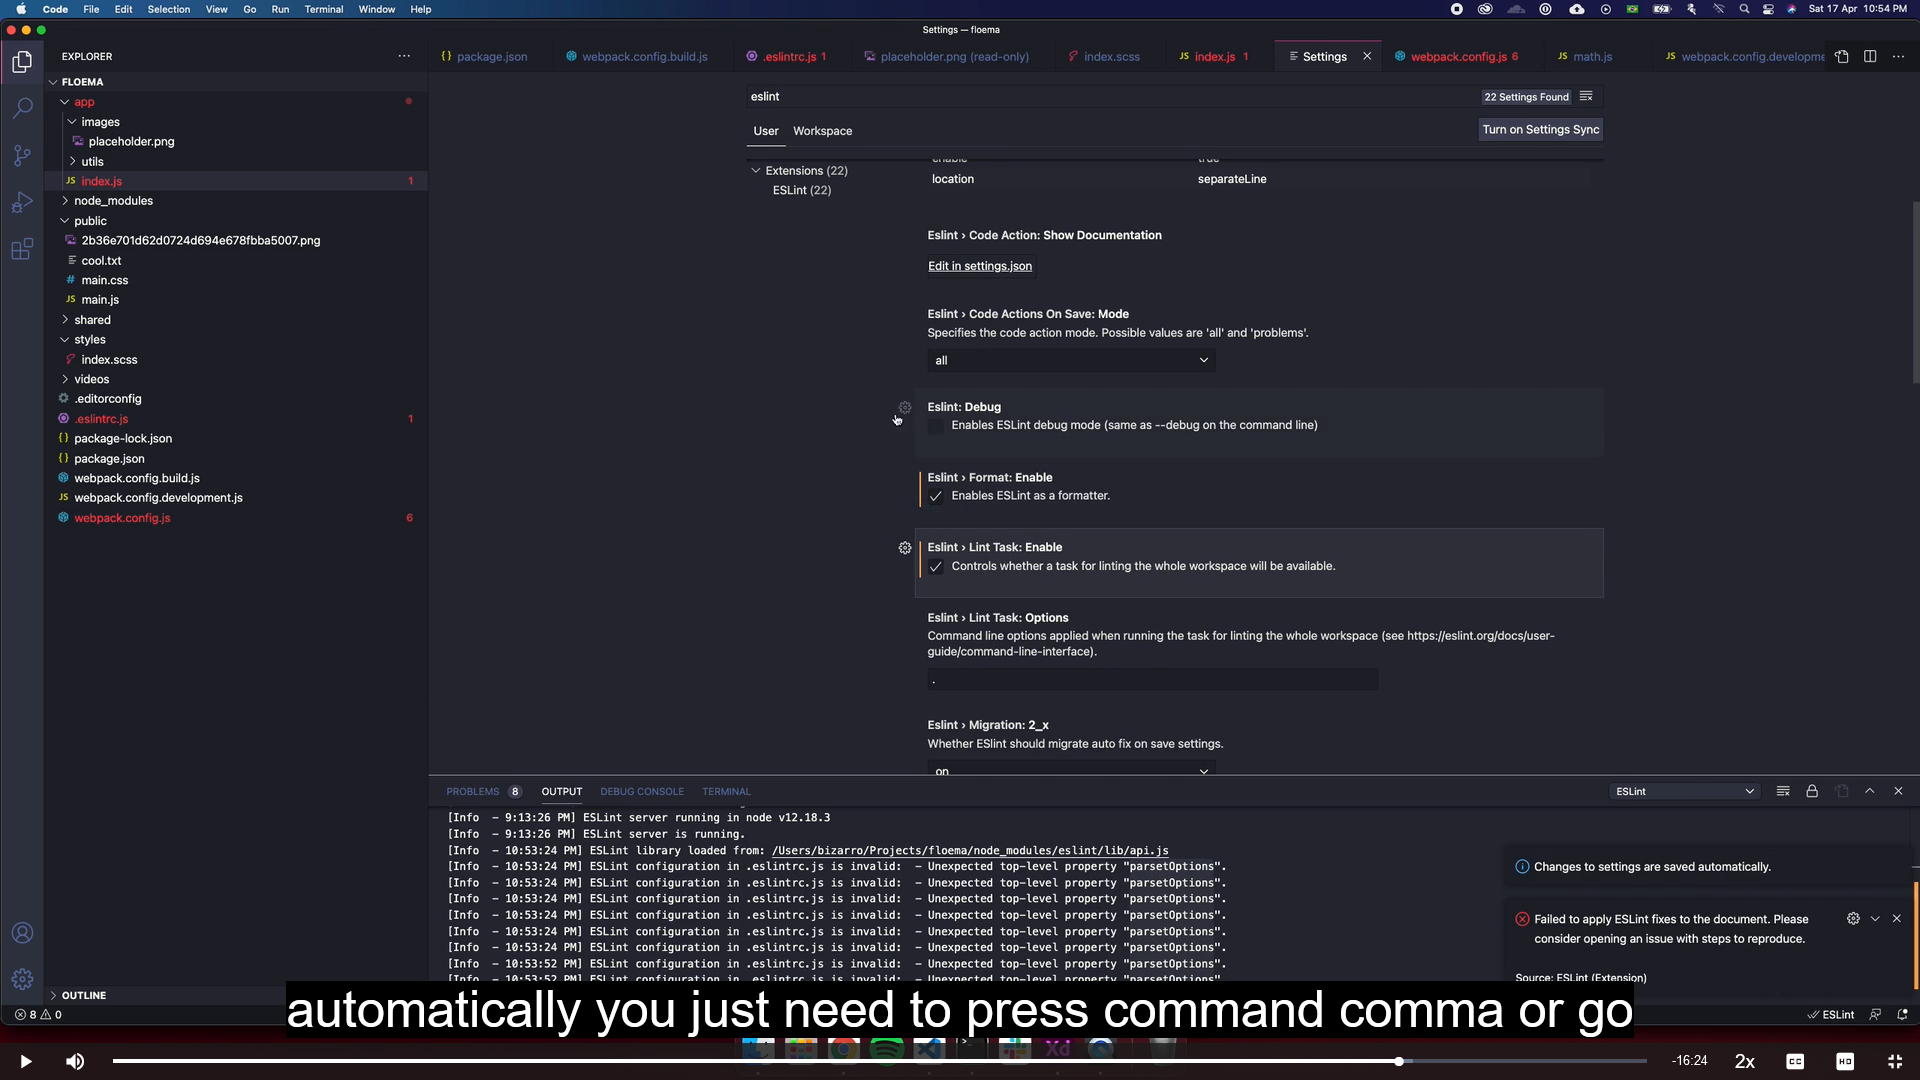 Code File Edit Selection View Go Run Terminal Window Help
Sat 17 Apr 10:54 PM
Settings — floema
EXPLORER
package.json
webpack.config.build.js
.eslintrc.js 1
placeholder.png (read-only)
index.scss
index.js 1
Settings
webpack.config.js 6
math.js
webpack.config.developme
FLOEMA
app
images
placeholder.png
utils
index.js 1
node_modules
public
2b36e701d62d0724d694e678fbba5007.png
cool.txt
main.css
main.js
shared
styles
index.scss
videos
.editorconfig
.eslintrc.js 1
package-lock.json
package.json
webpack.config.build.js
webpack.config.development.js
webpack.config.js 6
OUTLINE
eslint
22 Settings Found
User Workspace
Turn on Settings Sync
Extensions (22)
ESLint (22)
enable true
location separateLine
Eslint › Code Action: Show Documentation
Edit in settings.json
Eslint › Code Actions On Save: Mode
Specifies the code action mode. Possible values are 'all' and 'problems'.
all
Eslint: Debug
Enables ESLint debug mode (same as --debug on the command line)
Eslint › Format: Enable
Enables ESLint as a formatter.
Eslint › Lint Task: Enable
Controls whether a task for linting the whole workspace will be available.
Eslint › Lint Task: Options
Command line options applied when running the task for linting the whole workspace (see https://eslint.org/docs/user-
guide/command-line-interface).
.
Eslint › Migration: 2_x
Whether ESlint should migrate auto fix on save settings.
on
PROBLEMS 8 OUTPUT DEBUG CONSOLE TERMINAL
ESLint
[Info - 9:13:26 PM] ESLint server running in node v12.18.3
[Info - 9:13:26 PM] ESLint server is running.
[Info - 10:53:24 PM] ESLint library loaded from: /Users/bizarro/Projects/floema/node_modules/eslint/lib/api.js
[Info - 10:53:24 PM] ESLint configuration in .eslintrc.js is invalid: - Unexpected top-level property "parsetOptions".
[Info - 10:53:24 PM] ESLint configuration in .eslintrc.js is invalid: - Unexpected top-level property "parsetOptions".
[Info - 10:53:24 PM] ESLint configuration in .eslintrc.js is invalid: - Unexpected top-level property "parsetOptions".
[Info - 10:53:24 PM] ESLint configuration in .eslintrc.js is invalid: - Unexpected top-level property "parsetOptions".
[Info - 10:53:24 PM] ESLint configuration in .eslintrc.js is invalid: - Unexpected top-level property "parsetOptions".
[Info - 10:53:24 PM] ESLint configuration in .eslintrc.js is invalid: - Unexpected top-level property "parsetOptions".
[Info - 10:53:24 PM] ESLint configuration in .eslintrc.js is invalid: - Unexpected top-level property "parsetOptions".
[Info - 10:53:52 PM] ESLint configuration in .eslintrc.js is invalid: - Unexpected top-level property "parsetOptions".
Changes to settings are saved automatically.
Failed to apply ESLint fixes to the document. Please
consider opening an issue with steps to reproduce.
Source: ESLint (Extension)
8 0
ESLint
automatically you just need to press command comma or go
Xd
-16:24
2x
CC
HD